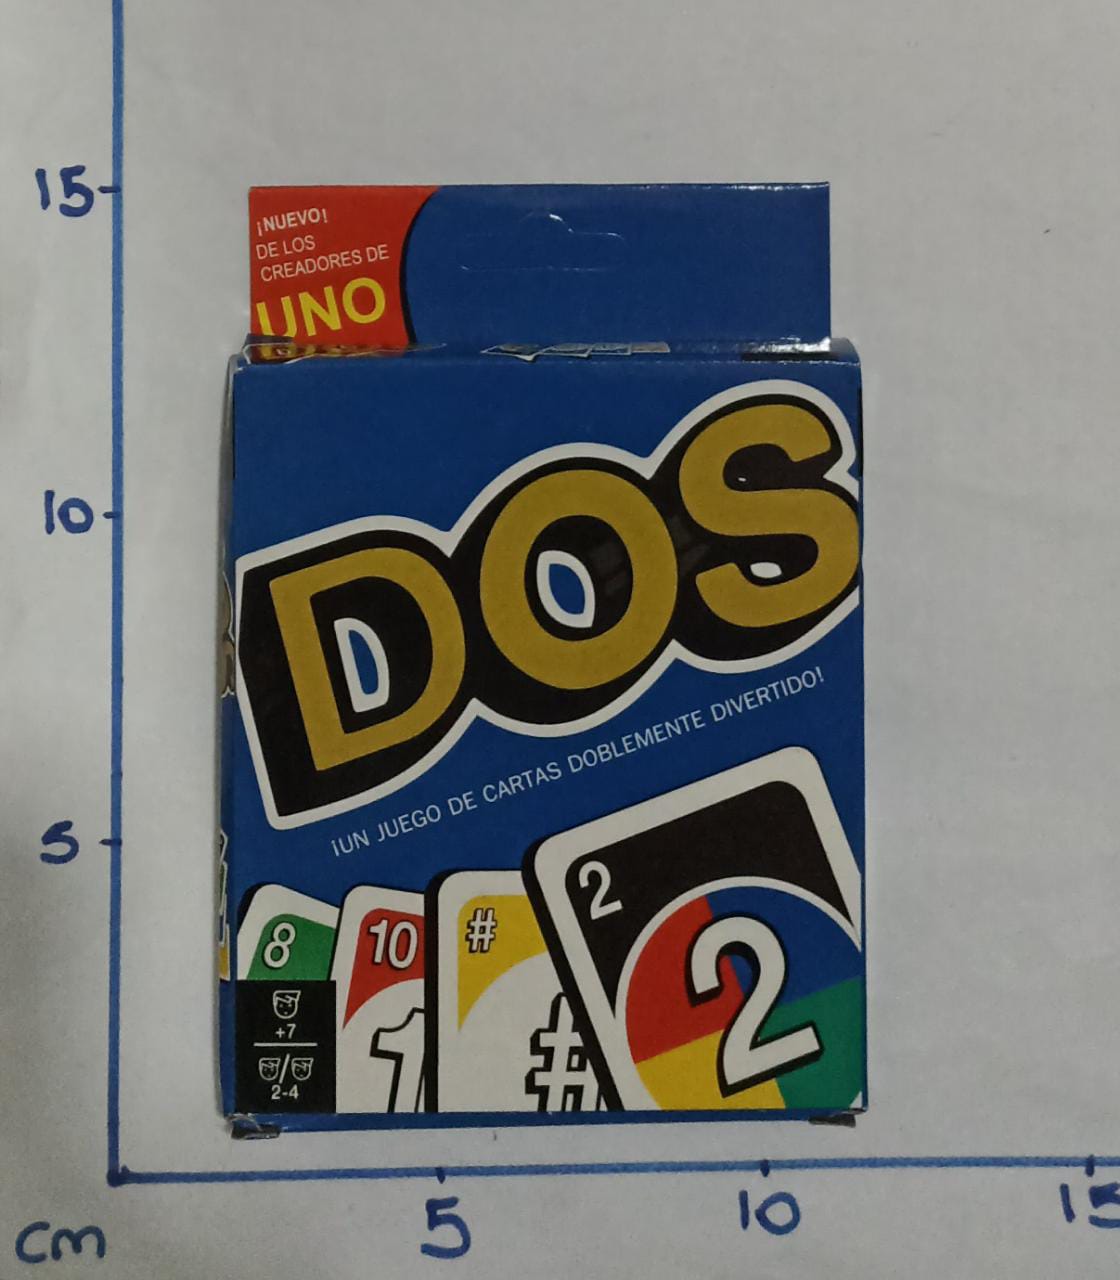 15
¡NUEVO!
DE LOS
CREADORES DE
UNO
10
DOS
¡UN JUEGO DE CARTAS DOBLEMENTE DIVERTIDO!
5
2
8
10
#
2
+7
2-4
1
#
5
10
15
cm